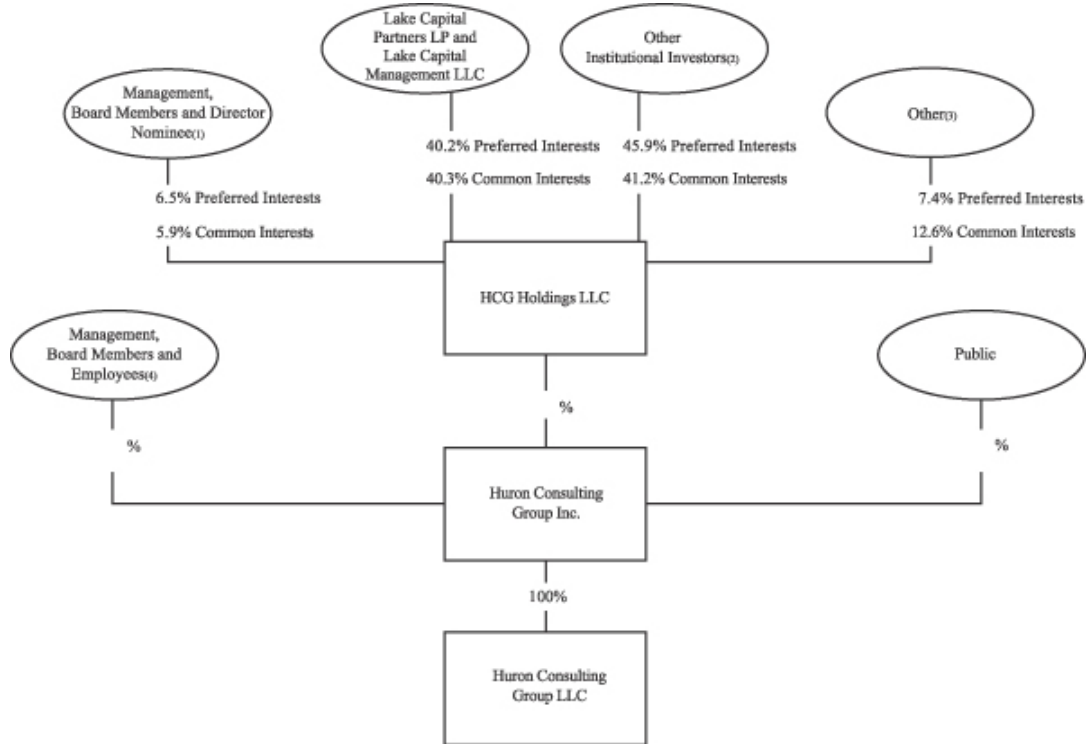 Lake Capital
Partners LP and
Lake Capital
Management LLC
Other
Institutional Investors(2)
Management,
Board Members and Director
Nominee(1)
Other(3)
40.2% Preferred Interests
40.3% Common Interests
45.9% Preferred Interests
41.2% Common Interests
6.5% Preferred Interests
5.9% Common Interests
7.4% Preferred Interests
12.6% Common Interests
HCG Holdings LLC
Management,
Board Members and
Employees(4)
Public
%
%
%
Huron Consulting
Group Inc.
100%
Huron Consulting
Group LLC